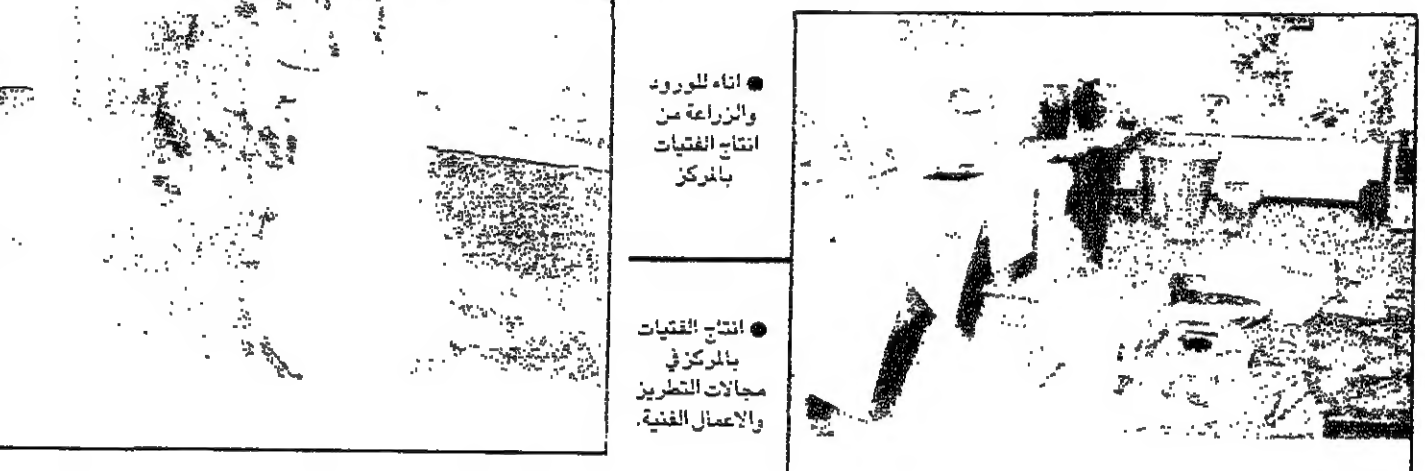 ● اناء للورود
والزراعة من
انتاج الفتيات
بالمركز
● انتاج الفتيات
بالمركز في
مجالات التطريز
والاعمال الفنية.